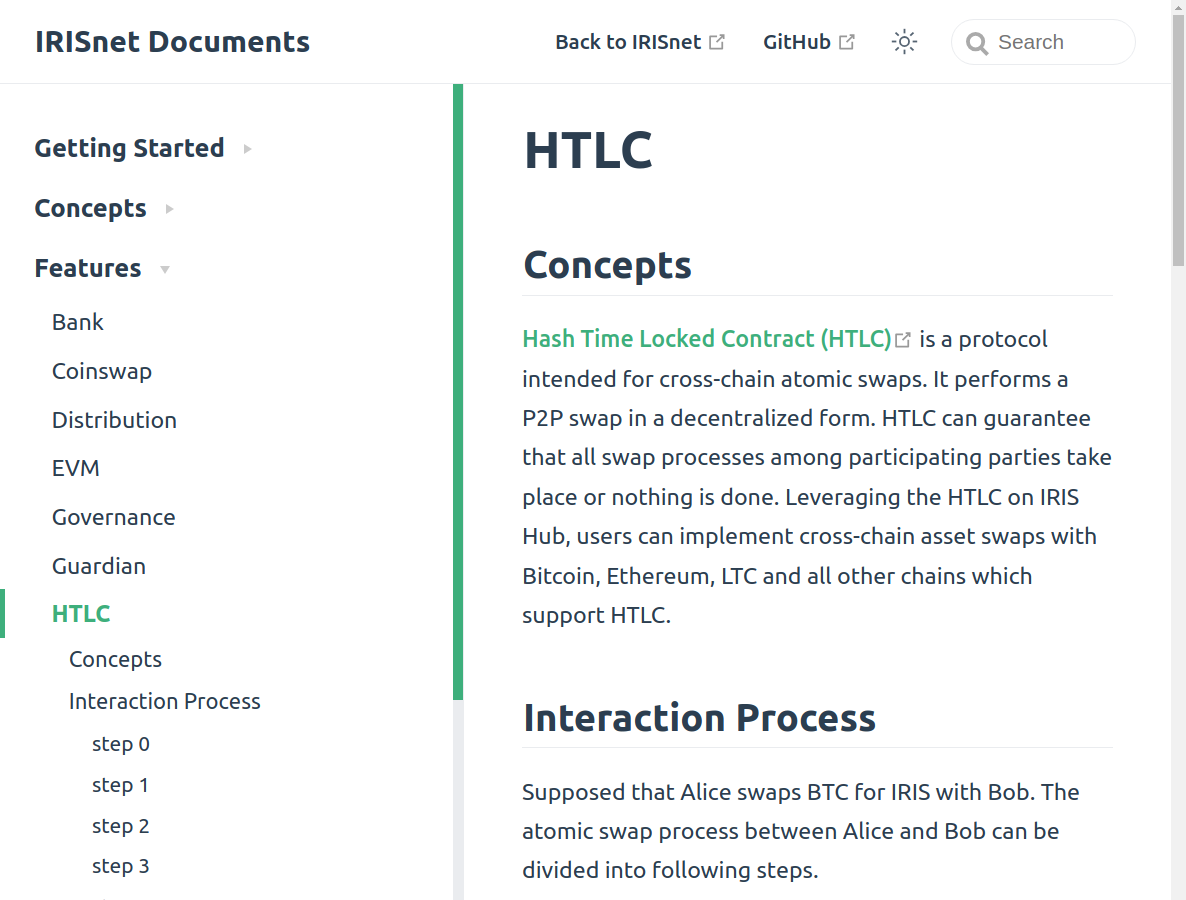 IRISnet Documents
Back to IRISnet
GitHub
Search
Getting Started
Concepts
Features
Bank
Coinswap
Distribution
EVM
Governance
Guardian
HTLC
Concepts
Interaction Process
step 0
step 1
step 2
step 3
HTLC
Concepts
Hash Time Locked Contract (HTLC) is a protocol
intended for cross-chain atomic swaps. It performs a
P2P swap in a decentralized form. HTLC can guarantee
that all swap processes among participating parties take
place or nothing is done. Leveraging the HTLC on IRIS
Hub, users can implement cross-chain asset swaps with
Bitcoin, Ethereum, LTC and all other chains which
support HTLC.
Interaction Process
Supposed that Alice swaps BTC for IRIS with Bob. The
atomic swap process between Alice and Bob can be
divided into following steps.